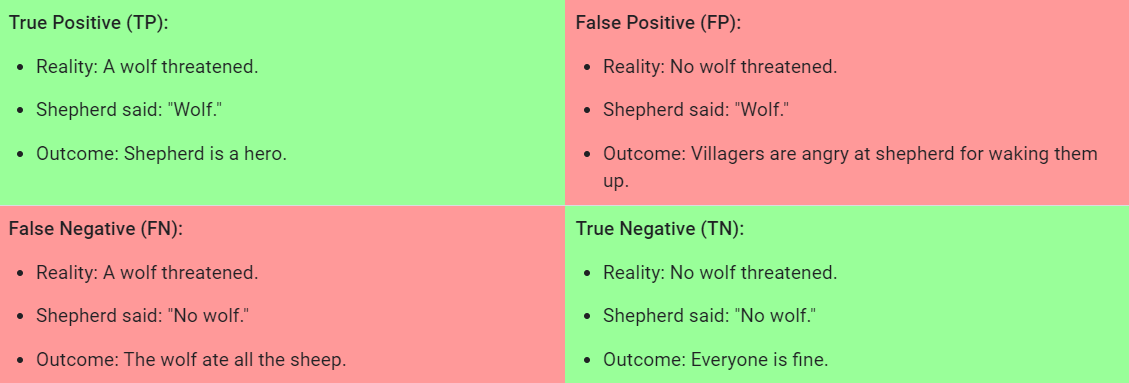 True Positive (TP):
• Reality: A wolf threatened.
• Shepherd said: "Wolf."
• Outcome: Shepherd is a hero.
False Positive (FP):
• Reality: No wolf threatened.
• Shepherd said: "Wolf."
• Outcome: Villagers are angry at shepherd for waking them
up.
False Negative (FN):
• Reality: A wolf threatened.
• Shepherd said: "No wolf."
• Outcome: The wolf ate all the sheep.
True Negative (TN):
• Reality: No wolf threatened.
• Shepherd said: "No wolf."
• Outcome: Everyone is fine.